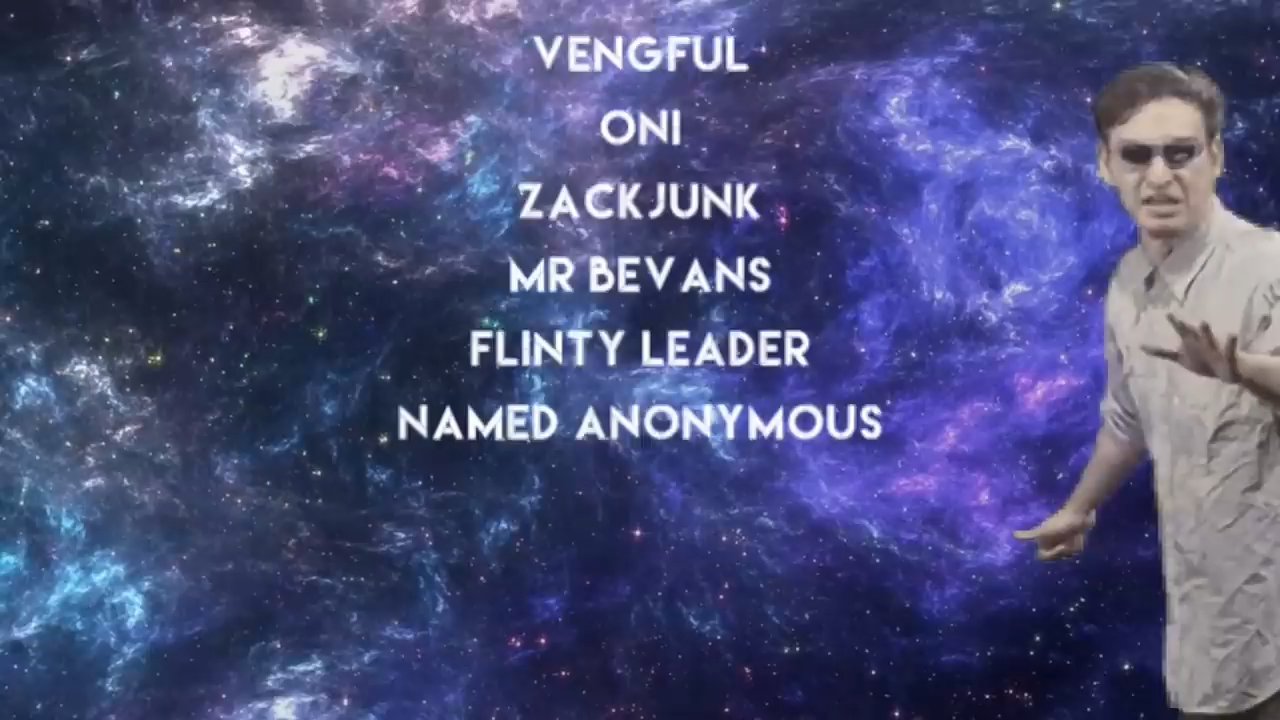 VENGFUL
ONI
ZACKJUNK
MR BEVANS
FLINTY LEADER
NAMED ANONYMOUS